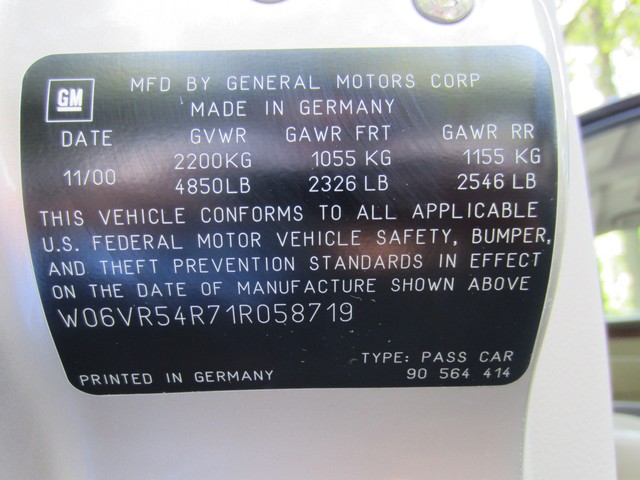 GM
MFD BY GENERAL MOTORS CORP
MADE IN GERMANY
DATE GVWR GAWR FRT GAWR RR
11/00 2200KG 1055 KG 1155 KG
4850LB 2326 LB 2546 LB
THIS VEHICLE CONFORMS TO ALL APPLICABLE
U.S. FEDERAL MOTOR VEHICLE SAFETY, BUMPER,
AND THEFT PREVENTION STANDARDS IN EFFECT
ON THE DATE OF MANUFACTURE SHOWN ABOVE
W06VR54R71R058719
TYPE: PASS CAR
PRINTED IN GERMANY 90 564 414